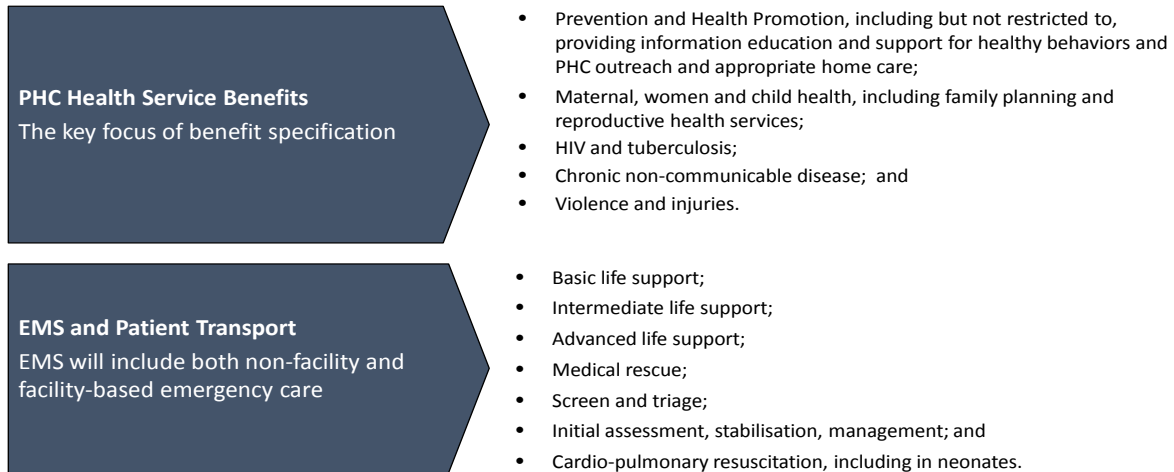 PHC Health Service Benefits
The key focus of benefit specification
• Prevention and Health Promotion, including but not restricted to,
providing information education and support for healthy behaviors and
PHC outreach and appropriate home care;
• Maternal, women and child health, including family planning and
reproductive health services;
• HIV and tuberculosis;
• Chronic non-communicable disease; and
• Violence and injuries.
EMS and Patient Transport
EMS will include both non-facility and
facility-based emergency care
• Basic life support;
• Intermediate life support;
• Advanced life support;
• Medical rescue;
• Screen and triage;
• Initial assessment, stabilisation, management; and
• Cardio-pulmonary resuscitation, including in neonates.